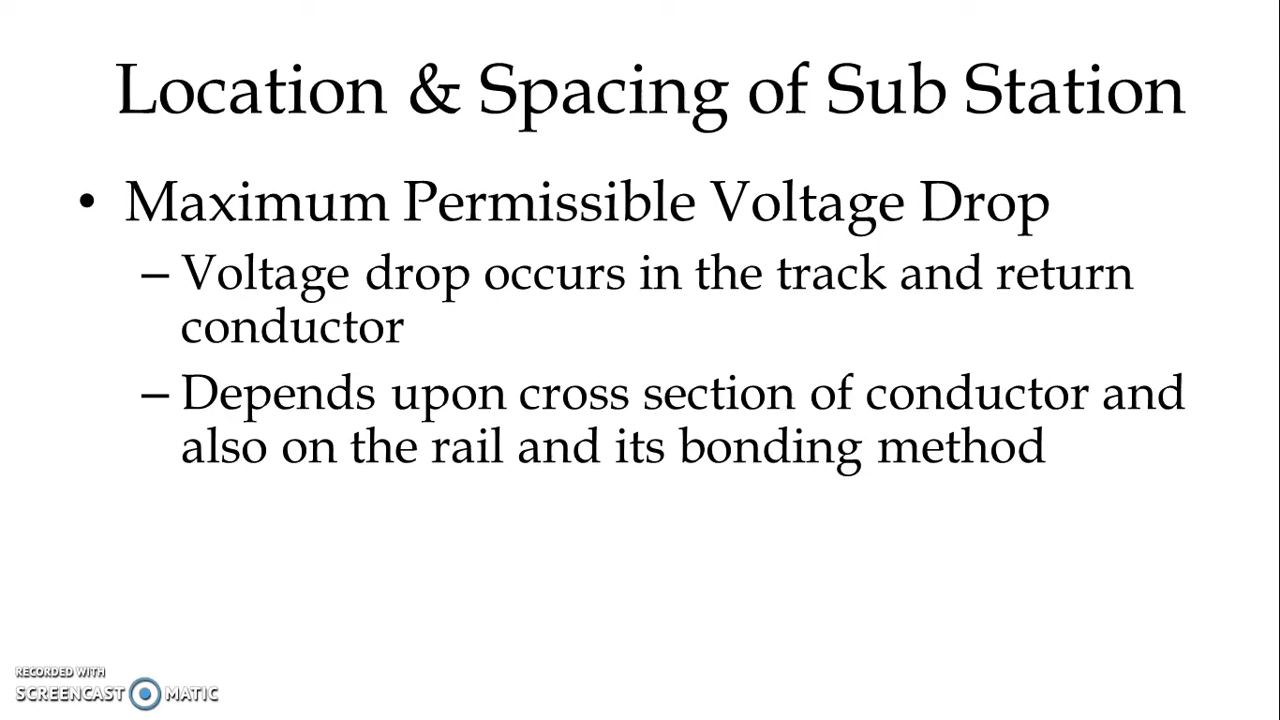 Location & Spacing of Sub Station
• Maximum Permissible Voltage Drop
– Voltage drop occurs in the track and return
conductor
– Depends upon cross section of conductor and
also on the rail and its bonding method
RECORDED WITH
SCREENCAST MATIC